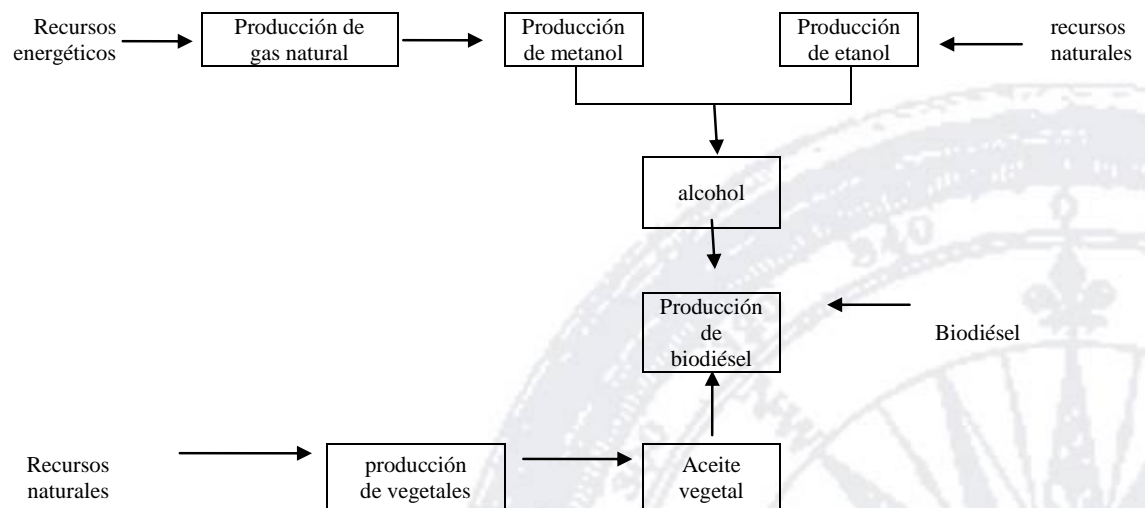 Recursos
energéticos
Producción de
gas natural
Producción
de metanol
Producción
de etanol
recursos
naturales
alcohol
Producción
de
biodiésel
Biodiésel
Recursos
naturales
producción
de vegetales
Aceite
vegetal
340